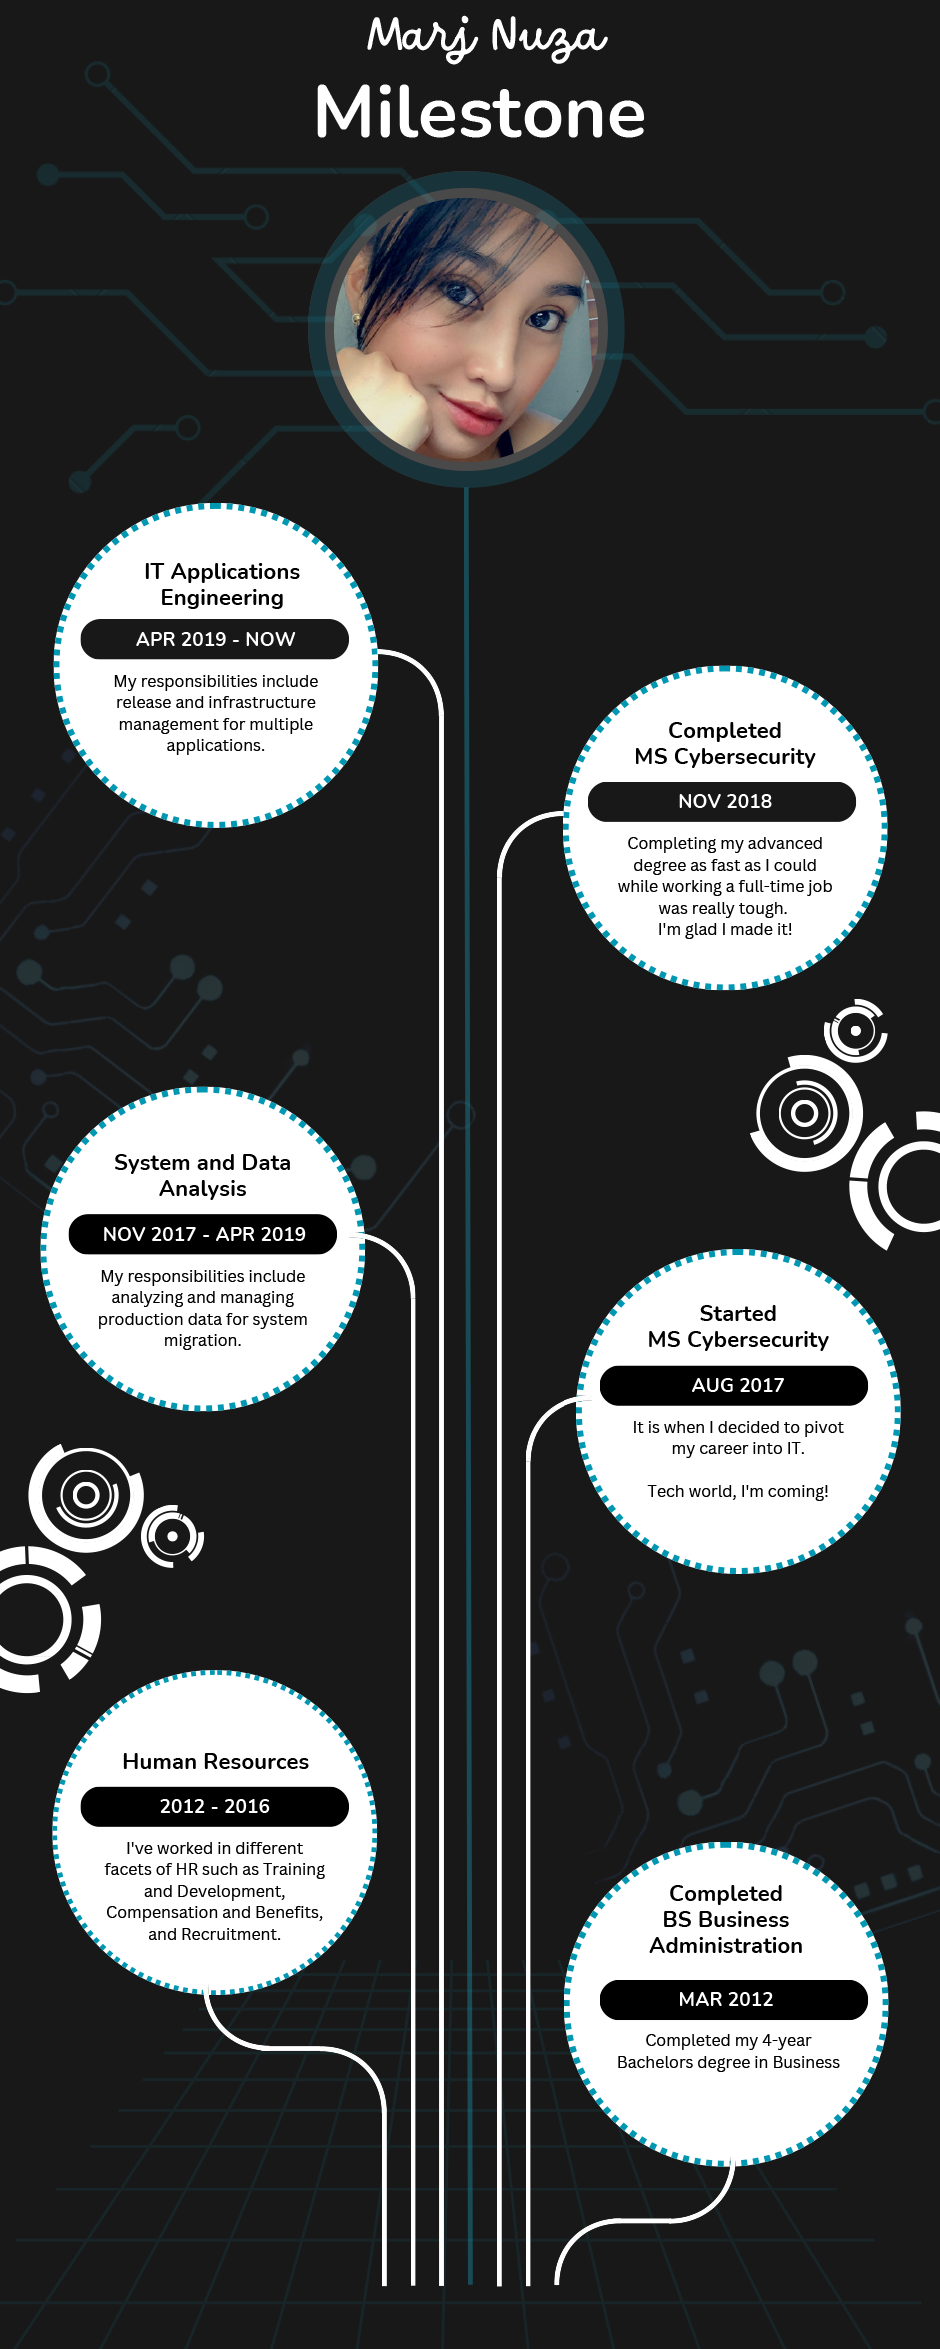 Marj Nuza
Milestone
IT Applications
Engineering
APR 2019 - NOW
My responsibilities include
release and infrastructure
management for multiple
applications.
Completed
MS Cybersecurity
NOV 2018
Completing my advanced
degree as fast as I could
while working a full-time job
was really tough.
I'm glad I made it!
System and Data
Analysis
NOV 2017 - APR 2019
My responsibilities include
analyzing and managing
production data for system
migration.
Started
MS Cybersecurity
AUG 2017
It is when I decided to pivot
my career into IT.
Tech world, I'm coming!
Human Resources
2012 - 2016
I've worked in different
facets of HR such as Training
and Development,
Compensation and Benefits,
and Recruitment.
Completed
BS Business
Administration
MAR 2012
Completed my 4-year
Bachelors degree in Business